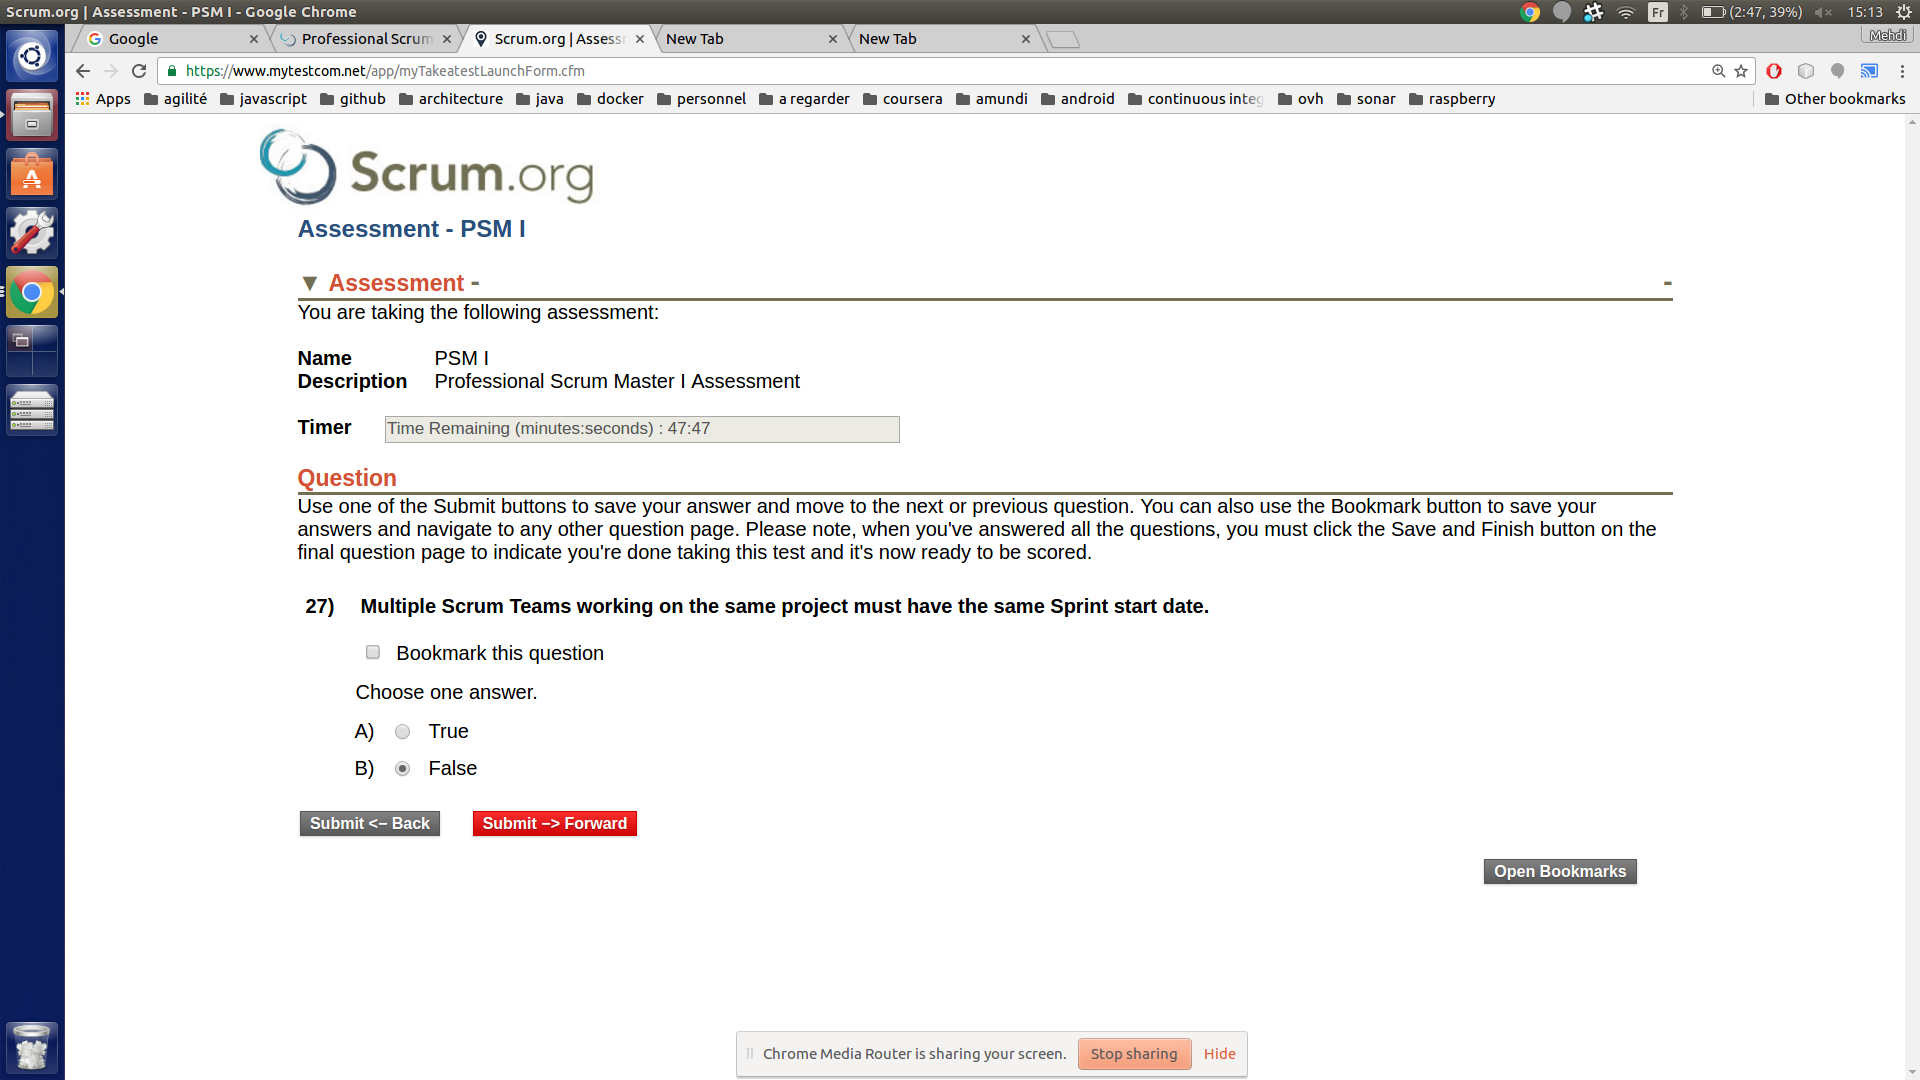 Scrum.org | Assessment - PSM I - Google Chrome
Fr
(2:47, 39%)
15:13
Google
Professional Scrum
Scrum.org | Assess
New Tab
New Tab
Mehdi
https://www.mytestcom.net/app/myTakeatestLaunchForm.cfm
Apps agilité javascript github architecture java docker personnel a regarder coursera amundi android continuous integ ovh sonar raspberry Other bookmarks
Scrum.org
Assessment - PSM I
▼ Assessment - -
You are taking the following assessment:
Name PSM I
Description Professional Scrum Master I Assessment
Timer Time Remaining (minutes:seconds) : 47:47
Question
Use one of the Submit buttons to save your answer and move to the next or previous question. You can also use the Bookmark button to save your
answers and navigate to any other question page. Please note, when you've answered all the questions, you must click the Save and Finish button on the
final question page to indicate you're done taking this test and it's now ready to be scored.
27) Multiple Scrum Teams working on the same project must have the same Sprint start date.
Bookmark this question
Choose one answer.
A) True
B) False
Submit <– Back Submit –> Forward
Open Bookmarks
Chrome Media Router is sharing your screen. Stop sharing Hide